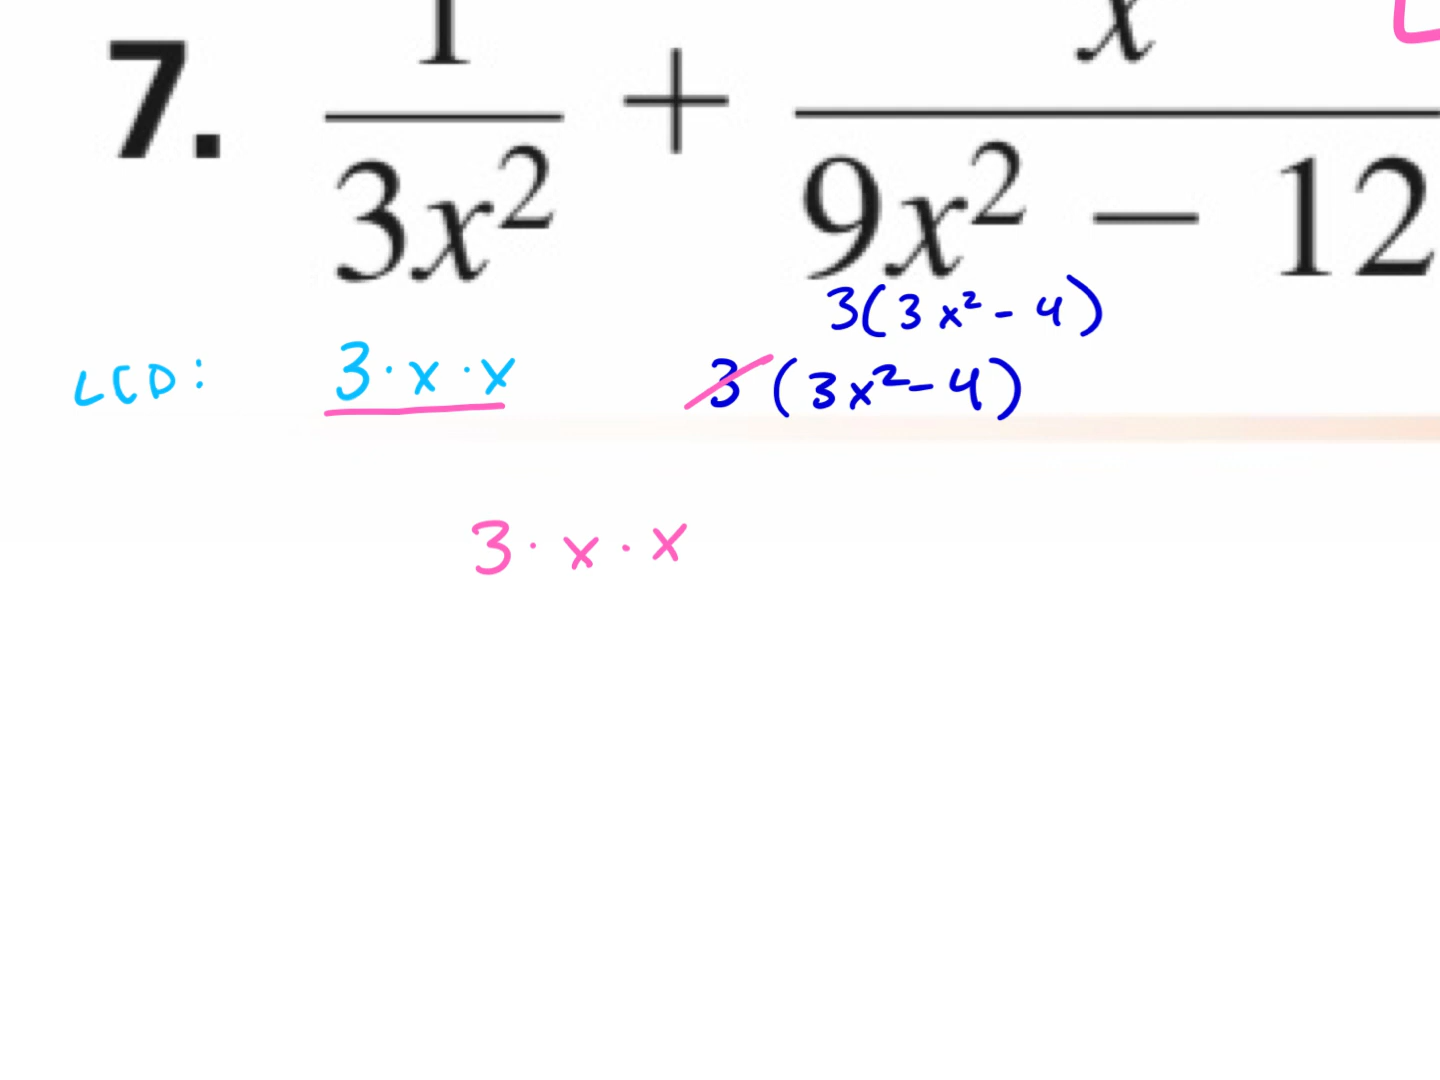 7. 1/3x² + x/9x² − 12
3(3x² - 4)
LCD: 3·x·x 3(3x²-4)
3·x·x